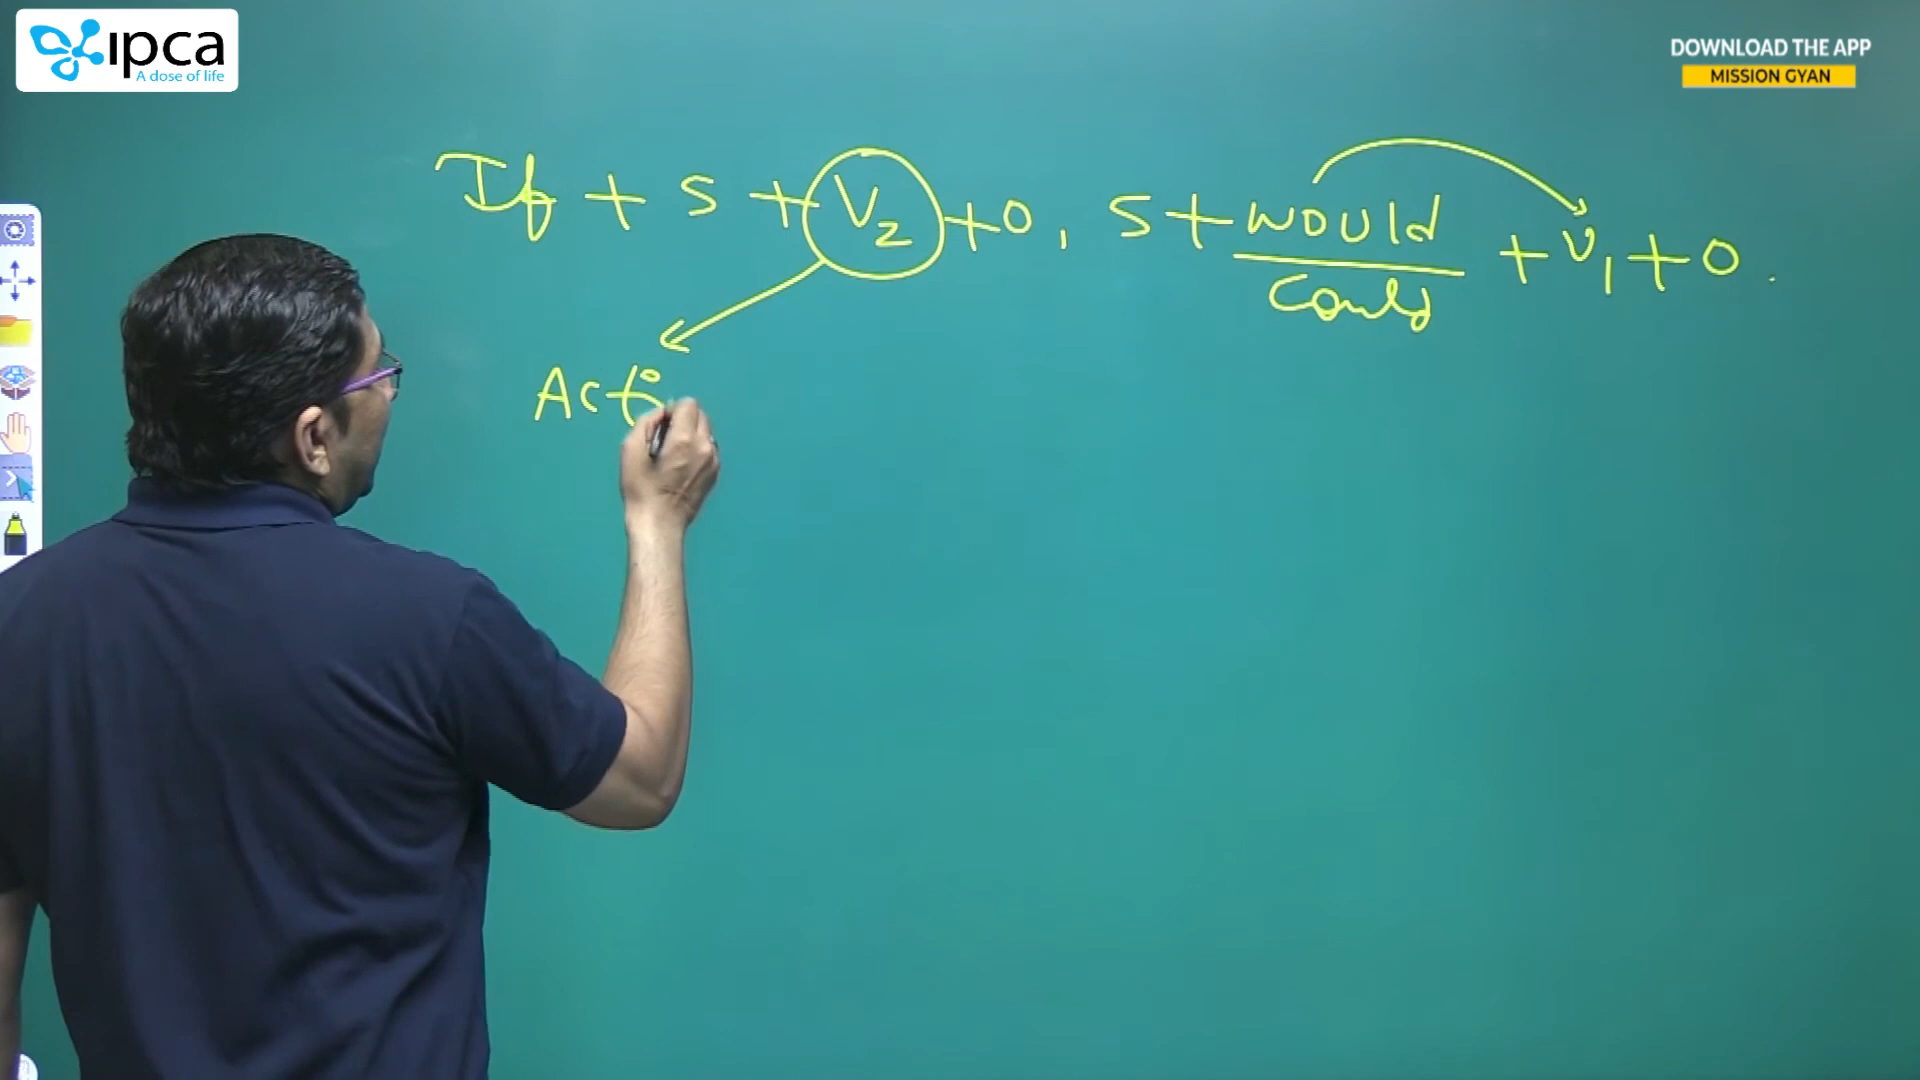 ipca
A dose of life
DOWNLOAD THE APP
MISSION GYAN
If + S + V2 + O, S + would + V1 + O.
could
Acti